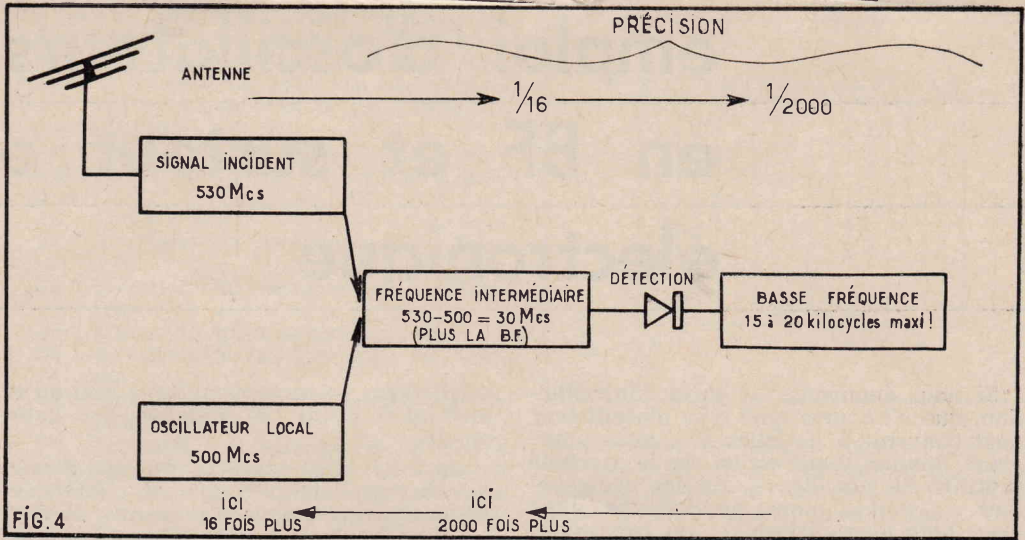 PRÉCISION
ANTENNE
1/16
1/2000
SIGNAL INCIDENT
530 Mcs
DÉTECTION
FRÉQUENCE INTERMÉDIAIRE
530-500 = 30 Mcs
(PLUS LA B.F.)
BASSE FRÉQUENCE
15 à 20 kilocycles maxi!
OSCILLATEUR LOCAL
500 Mcs
ici
16 FOIS PLUS
ici
2000 FOIS PLUS
FIG. 4